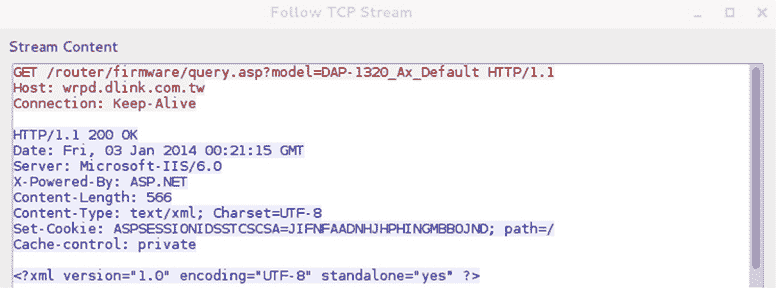 Follow TCP Stream
Stream Content
GET /router/firmware/query.asp?model=DAP-1320_Ax_Default HTTP/1.1
Host: wrpd.dlink.com.tw
Connection: Keep-Alive
HTTP/1.1 200 OK
Date: Fri, 03 Jan 2014 00:21:15 GMT
Server: Microsoft-IIS/6.0
X-Powered-By: ASP.NET
Content-Length: 566
Content-Type: text/xml; Charset=UTF-8
Set-Cookie: ASPSESSIONIDSSTCSCSA=JIFNFAADNHJHPHINGMBBOJND; path=/
Cache-control: private
<?xml version="1.0" encoding="UTF-8" standalone="yes" ?>